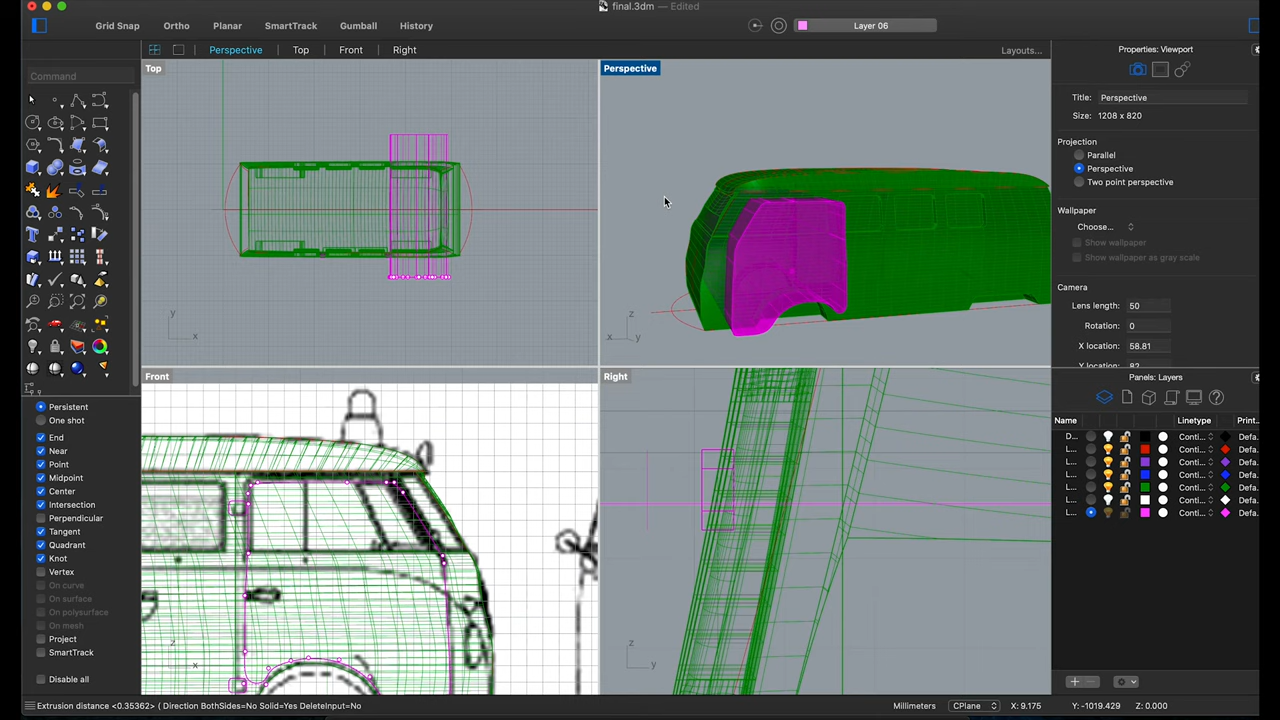 final.3dm — Edited
Grid Snap Ortho Planar SmartTrack Gumball History
Layer 06
Perspective Top Front Right
Layouts...
Properties: Viewport
Top
Perspective
Command
Title: Perspective
Size: 1208 x 820
Projection
Parallel
Perspective
Two point perspective
Wallpaper
Choose...
Show wallpaper
Show wallpaper as gray scale
Camera
Lens length: 50
Rotation: 0
X location: 58.81
y
x
z
x y
Front
Right
Panels: Layers
Persistent
One shot
Name Linetype Print...
End
Near
Point
Midpoint
Center
Intersection
Perpendicular
Tangent
Quadrant
Knot
Vertex
On curve
On surface
On polysurface
On mesh
Project
SmartTrack
Disable all
D... Conti... Defa.
L... Conti... Defa.
L... Conti... Defa.
L... Conti... Defa.
L... Conti... Defa.
L... Conti... Defa.
L... Conti... Defa.
z
x
z
y
Extrusion distance <0.35362> ( Direction BothSides=No Solid=Yes DeleteInput=No
Millimeters CPlane X: 9.175 Y: -1019.429 Z: 0.000